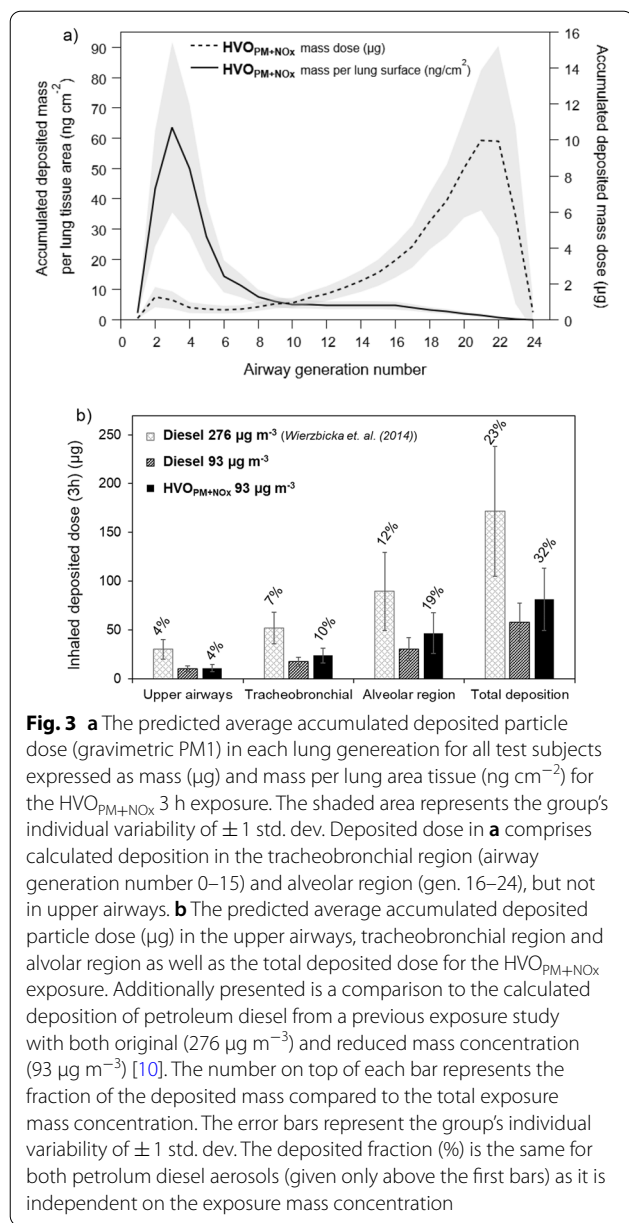 a)
HVO_PM+NOx mass dose (µg)
HVO_PM+NOx mass per lung surface (ng/cm²)
Accumulated deposited mass
per lung tissue area (ng cm⁻²)
90
80
70
60
50
40
30
20
10
0
16
14
12
10
8
6
4
2
0
Accumulated deposited mass dose (µg)
0 2 4 6 8 10 12 14 16 18 20 22 24
Airway generation number
b)
Diesel 276 µg m⁻³ (Wierzbicka et. al. (2014))
Diesel 93 µg m⁻³
HVO_PM+NOx 93 µg m⁻³
Inhaled deposited dose (3h) (µg)
250
200
150
100
50
0
4% 4% 7% 10% 12% 19% 23% 32%
Upper airways Tracheobronchial Alveolar region Total deposition
Fig. 3 a The predicted average accumulated deposited particle
dose (gravimetric PM1) in each lung genereation for all test subjects
expressed as mass (µg) and mass per lung area tissue (ng cm⁻²) for
the HVO_PM+NOx 3 h exposure. The shaded area represents the group's
individual variability of ± 1 std. dev. Deposited dose in a comprises
calculated deposition in the tracheobronchial region (airway
generation number 0–15) and alveolar region (gen. 16–24), but not
in upper airways. b The predicted average accumulated deposited
particle dose (µg) in the upper airways, tracheobronchial region and
alvolar region as well as the total deposited dose for the HVO_PM+NOx
exposure. Additionally presented is a comparison to the calculated
deposition of petroleum diesel from a previous exposure study
with both original (276 µg m⁻³) and reduced mass concentration
(93 µg m⁻³) [10]. The number on top of each bar represents the
fraction of the deposited mass compared to the total exposure
mass concentration. The error bars represent the group's individual
variability of ± 1 std. dev. The deposited fraction (%) is the same for
both petrolum diesel aerosols (given only above the first bars) as it is
independent on the exposure mass concentration